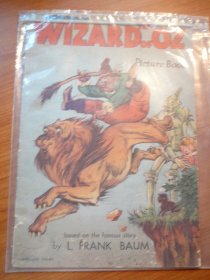 WIZARD OF OZ
Picture Book
based on the famous story
by L. FRANK BAUM